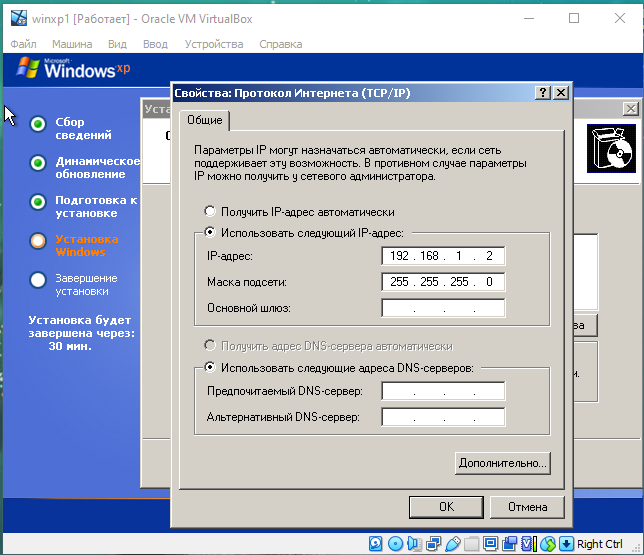 winxp1 [Работает] - Oracle VM VirtualBox
Файл Машина Вид Ввод Устройства Справка
Microsoft
Windows xp
Сбор
сведений
Динамическое
обновление
Подготовка к
установке
Установка
Windows
Завершение
установки
Установка будет
завершена через:
30 мин.
Уста
Свойства: Протокол Интернета (TCP/IP)
Общие
Параметры IP могут назначаться автоматически, если сеть
поддерживает эту возможность. В противном случае параметры
IP можно получить у сетевого администратора.
Получить IP-адрес автоматически
Использовать следующий IP-адрес:
IP-адрес: 192 . 168 . 1 . 2
Маска подсети: 255 . 255 . 255 . 0
Основной шлюз: . . .
Получить адрес DNS-сервера автоматически
Использовать следующие адреса DNS-серверов:
Предпочитаемый DNS-сервер: . . .
Альтернативный DNS-сервер: . . .
Дополнительно...
OK Отмена
ва
и.
Right Ctrl